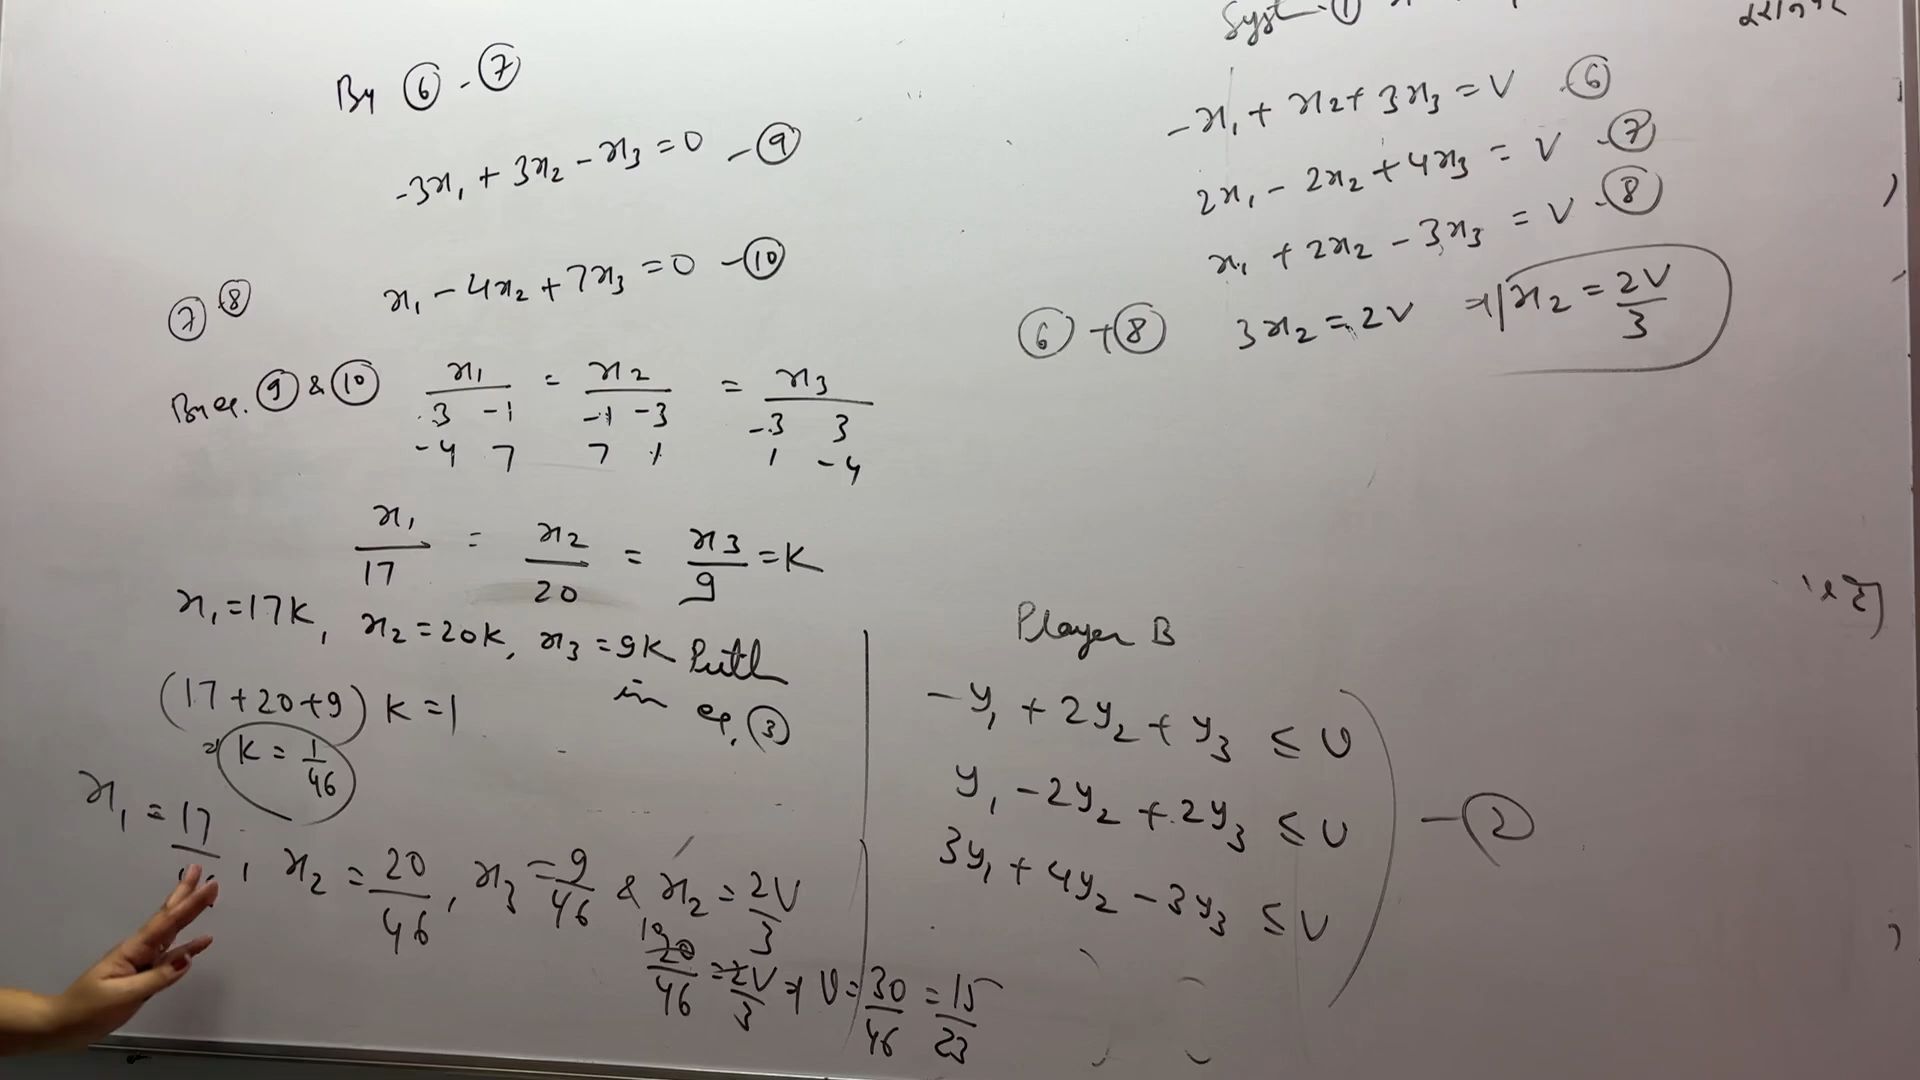 By ⑥ - ⑦
-3x₁ + 3x₂ - x₃ = 0 - ⑨
⑦ - ⑧
x₁ - 4x₂ + 7x₃ = 0 - ⑩
By eq. ⑨ & ⑩ x₁ = x₂ = x₃
3 -1 -1 -3 -3 3
-4 7 7 1 1 -4
x₁/17 = x₂/20 = x₃/9 = K
x₁ = 17K, x₂ = 20K, x₃ = 9K Putt
in eq. ③
(17+20+9) K = 1
⇒ K = 1/46
x₁ = 17, x₂ = 20/46, x₃ = 9/46 & x₂ = 2V/3
20/46 = 2V/3 ⇒ V = 30/46 = 15/23
Syst - ①
-x₁ + x₂ + 3x₃ = V - ⑥
2x₁ - 2x₂ + 4x₃ = V - ⑦
x₁ + 2x₂ - 3x₃ = V - ⑧
⑥ + ⑧ 3x₂ = 2V ⇒ x₂ = 2V/3
Player B
-y₁ + 2y₂ + y₃ ≤ V
y₁ - 2y₂ + 2y₃ ≤ V
3y₁ + 4y₂ - 3y₃ ≤ V
- ②